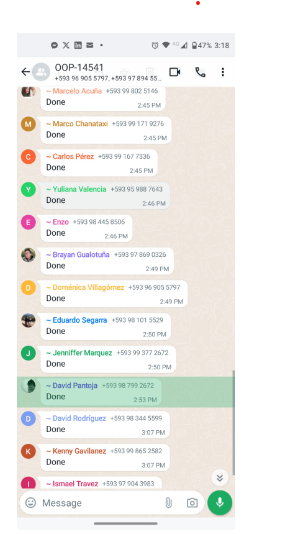 47% 3:18
OOP-14541
+593 96 905 5797, +593 97 894 55...
~ Marcela Acuña +593 99 802 5146
Done
2:45 PM
M ~ Marco Chanataxi +593 99 171 9276
Done
2:45 PM
C ~ Carlos Pérez +593 99 167 7336
Done
2:45 PM
Y ~ Yuliana Valencia +593 95 988 7643
Done
2:46 PM
E ~ Enzo +593 98 445 8506
Done
2:46 PM
~ Brayan Gualotuña +593 97 869 0326
Done
2:49 PM
D ~ Doménica Villagómez +593 96 905 5797
Done
2:49 PM
~ Eduardo Segarra +593 98 101 5529
Done
2:50 PM
J ~ Jenniffer Marquez +593 99 377 2672
Done
2:50 PM
~ David Pantoja +593 98 799 2672
Done
2:53 PM
D ~ David Rodríguez +593 98 344 5599
Done
3:07 PM
K ~ Kenny Gavilanez +593 99 865 2582
Done
3:07 PM
I ~ Ismael Travez +593 97 904 3983
Message